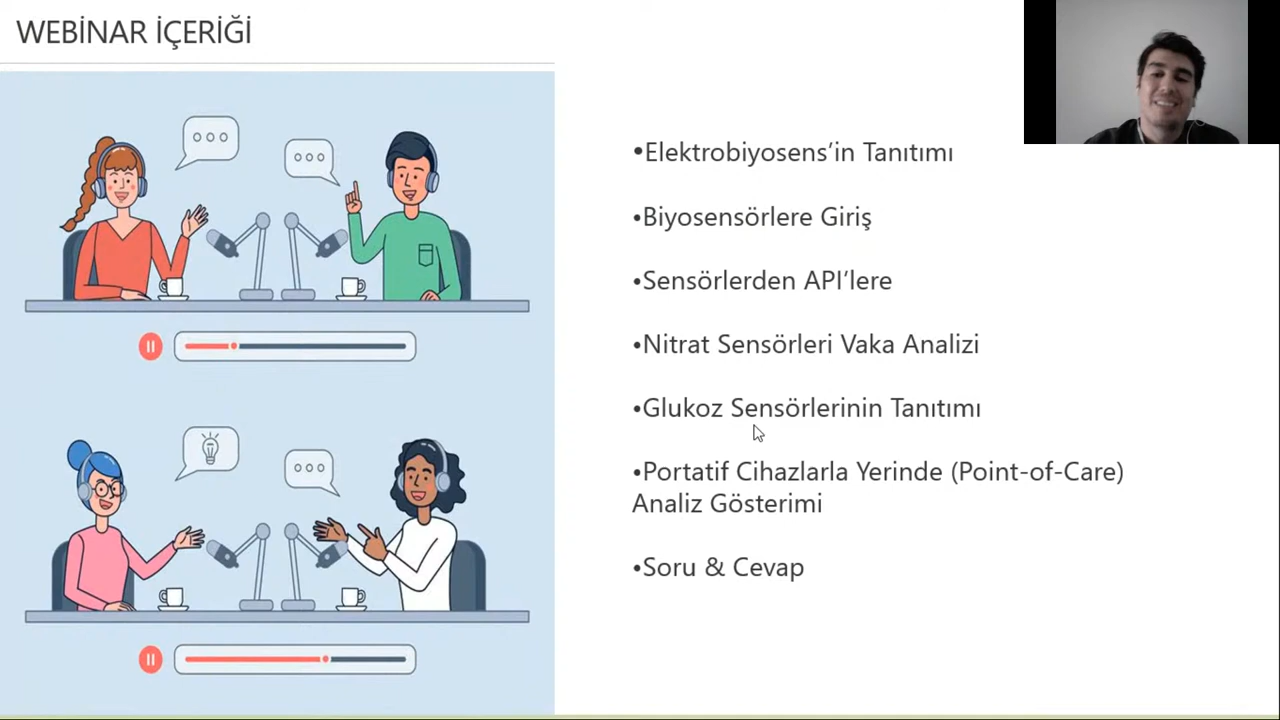 WEBİNAR İÇERİĞİ
•Elektrobiyosens’in Tanıtımı
•Biyosensörlere Giriş
•Sensörlerden API’lere
•Nitrat Sensörleri Vaka Analizi
•Glukoz Sensörlerinin Tanıtımı
•Portatif Cihazlarla Yerinde (Point-of-Care)
Analiz Gösterimi
•Soru & Cevap